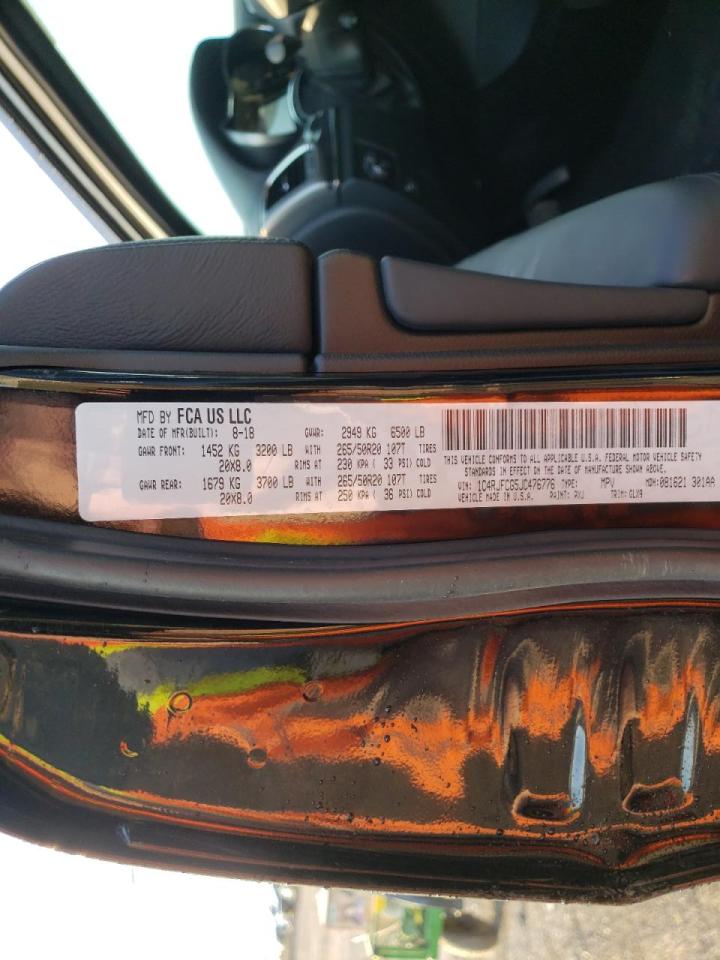 MFD BY FCA US LLC
DATE OF MFR(BUILT): 8-18 GVWR: 2949 KG 6500 LB
GAWR FRONT: 1452 KG 3200 LB WITH 265/50R20 107T TIRES
20X8.0 RIMS AT 230 KPA ( 33 PSI) COLD
GAWR REAR: 1679 KG 3700 LB WITH 265/50R20 107T TIRES
20X8.0 RIMS AT 250 KPA ( 36 PSI) COLD
THIS VEHICLE CONFORMS TO ALL APPLICABLE U.S.A. FEDERAL MOTOR VEHICLE SAFETY
STANDARDS IN EFFECT ON THE DATE OF MANUFACTURE SHOWN ABOVE.
VIN: 1C4RJFCG5JC476776 TYPE: MPV MDH: 081621 301AA
VEHICLE MADE IN U.S.A. PAINT: PXJ TRIM: CLX9